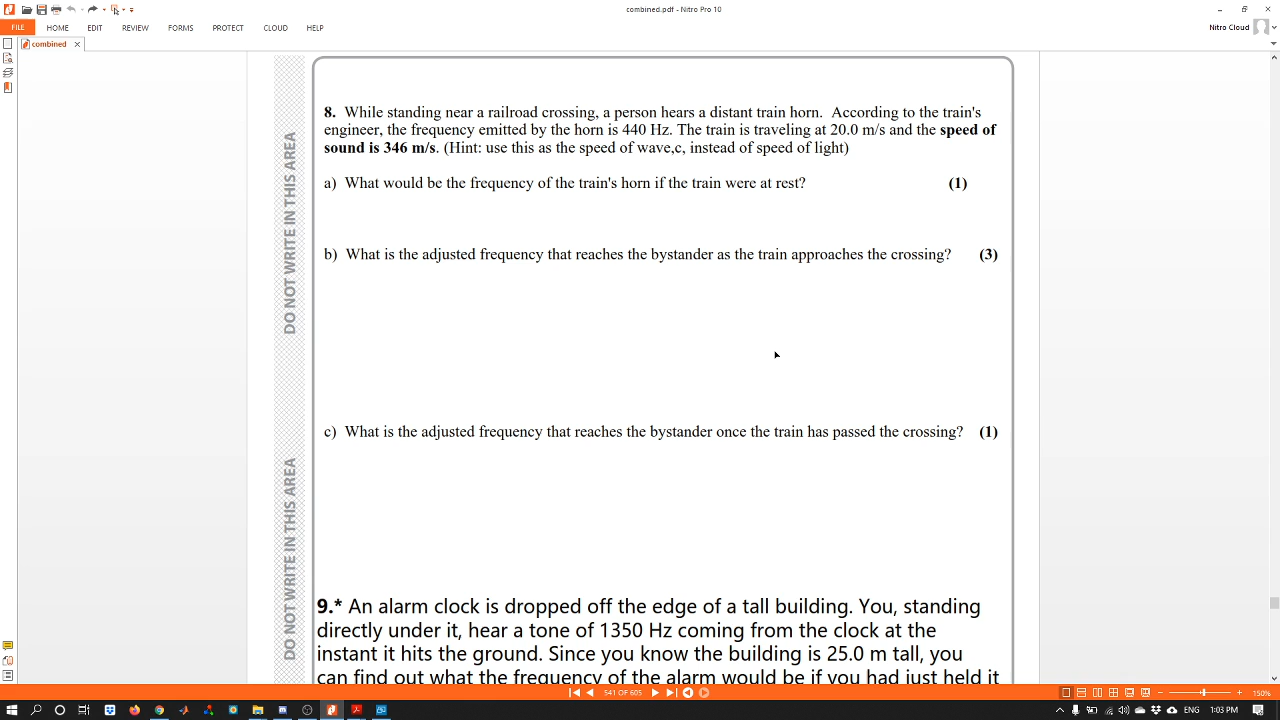 combined.pdf - Nitro Pro 10
FILE HOME EDIT REVIEW FORMS PROTECT CLOUD HELP Nitro Cloud
combined
8. While standing near a railroad crossing, a person hears a distant train horn. According to the train's
engineer, the frequency emitted by the horn is 440 Hz. The train is traveling at 20.0 m/s and the speed of
sound is 346 m/s. (Hint: use this as the speed of wave,c, instead of speed of light)
a) What would be the frequency of the train's horn if the train were at rest? (1)
b) What is the adjusted frequency that reaches the bystander as the train approaches the crossing? (3)
DO NOT WRITE IN THIS AREA
c) What is the adjusted frequency that reaches the bystander once the train has passed the crossing? (1)
DO NOT WRITE IN THIS AREA
9.* An alarm clock is dropped off the edge of a tall building. You, standing
directly under it, hear a tone of 1350 Hz coming from the clock at the
instant it hits the ground. Since you know the building is 25.0 m tall, you
can find out what the frequency of the alarm would be if you had just held it
541 OF 605 150%
ENG 1:03 PM